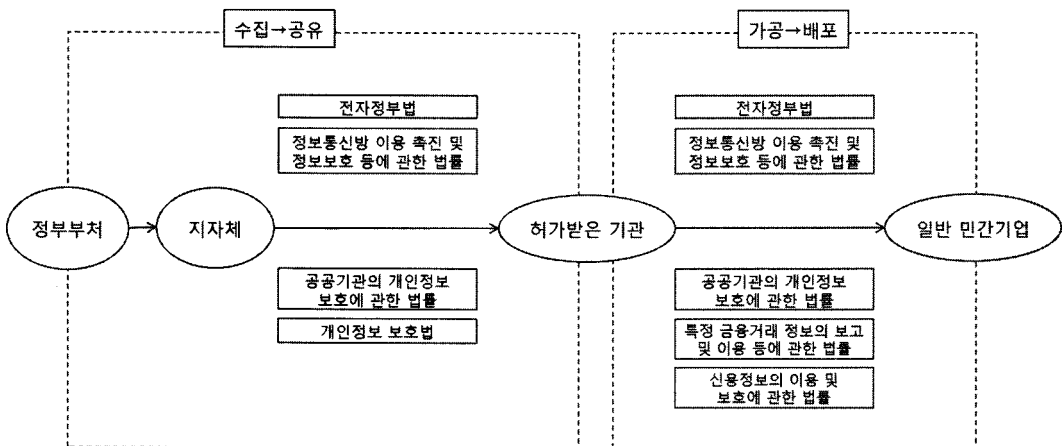 수집→공유
가공→배포
전자정부법
전자정부법
정보통신방 이용 촉진 및
정보보호 등에 관한 법률
정보통신방 이용 촉진 및
정보보호 등에 관한 법률
정부부처
지자체
허가받은 기관
일반 민간기업
공공기관의 개인정보
보호에 관한 법률
개인정보 보호법
공공기관의 개인정보
보호에 관한 법률
특정 금융거래 정보의 보고
및 이용 등에 관한 법률
신용정보의 이용 및
보호에 관한 법률